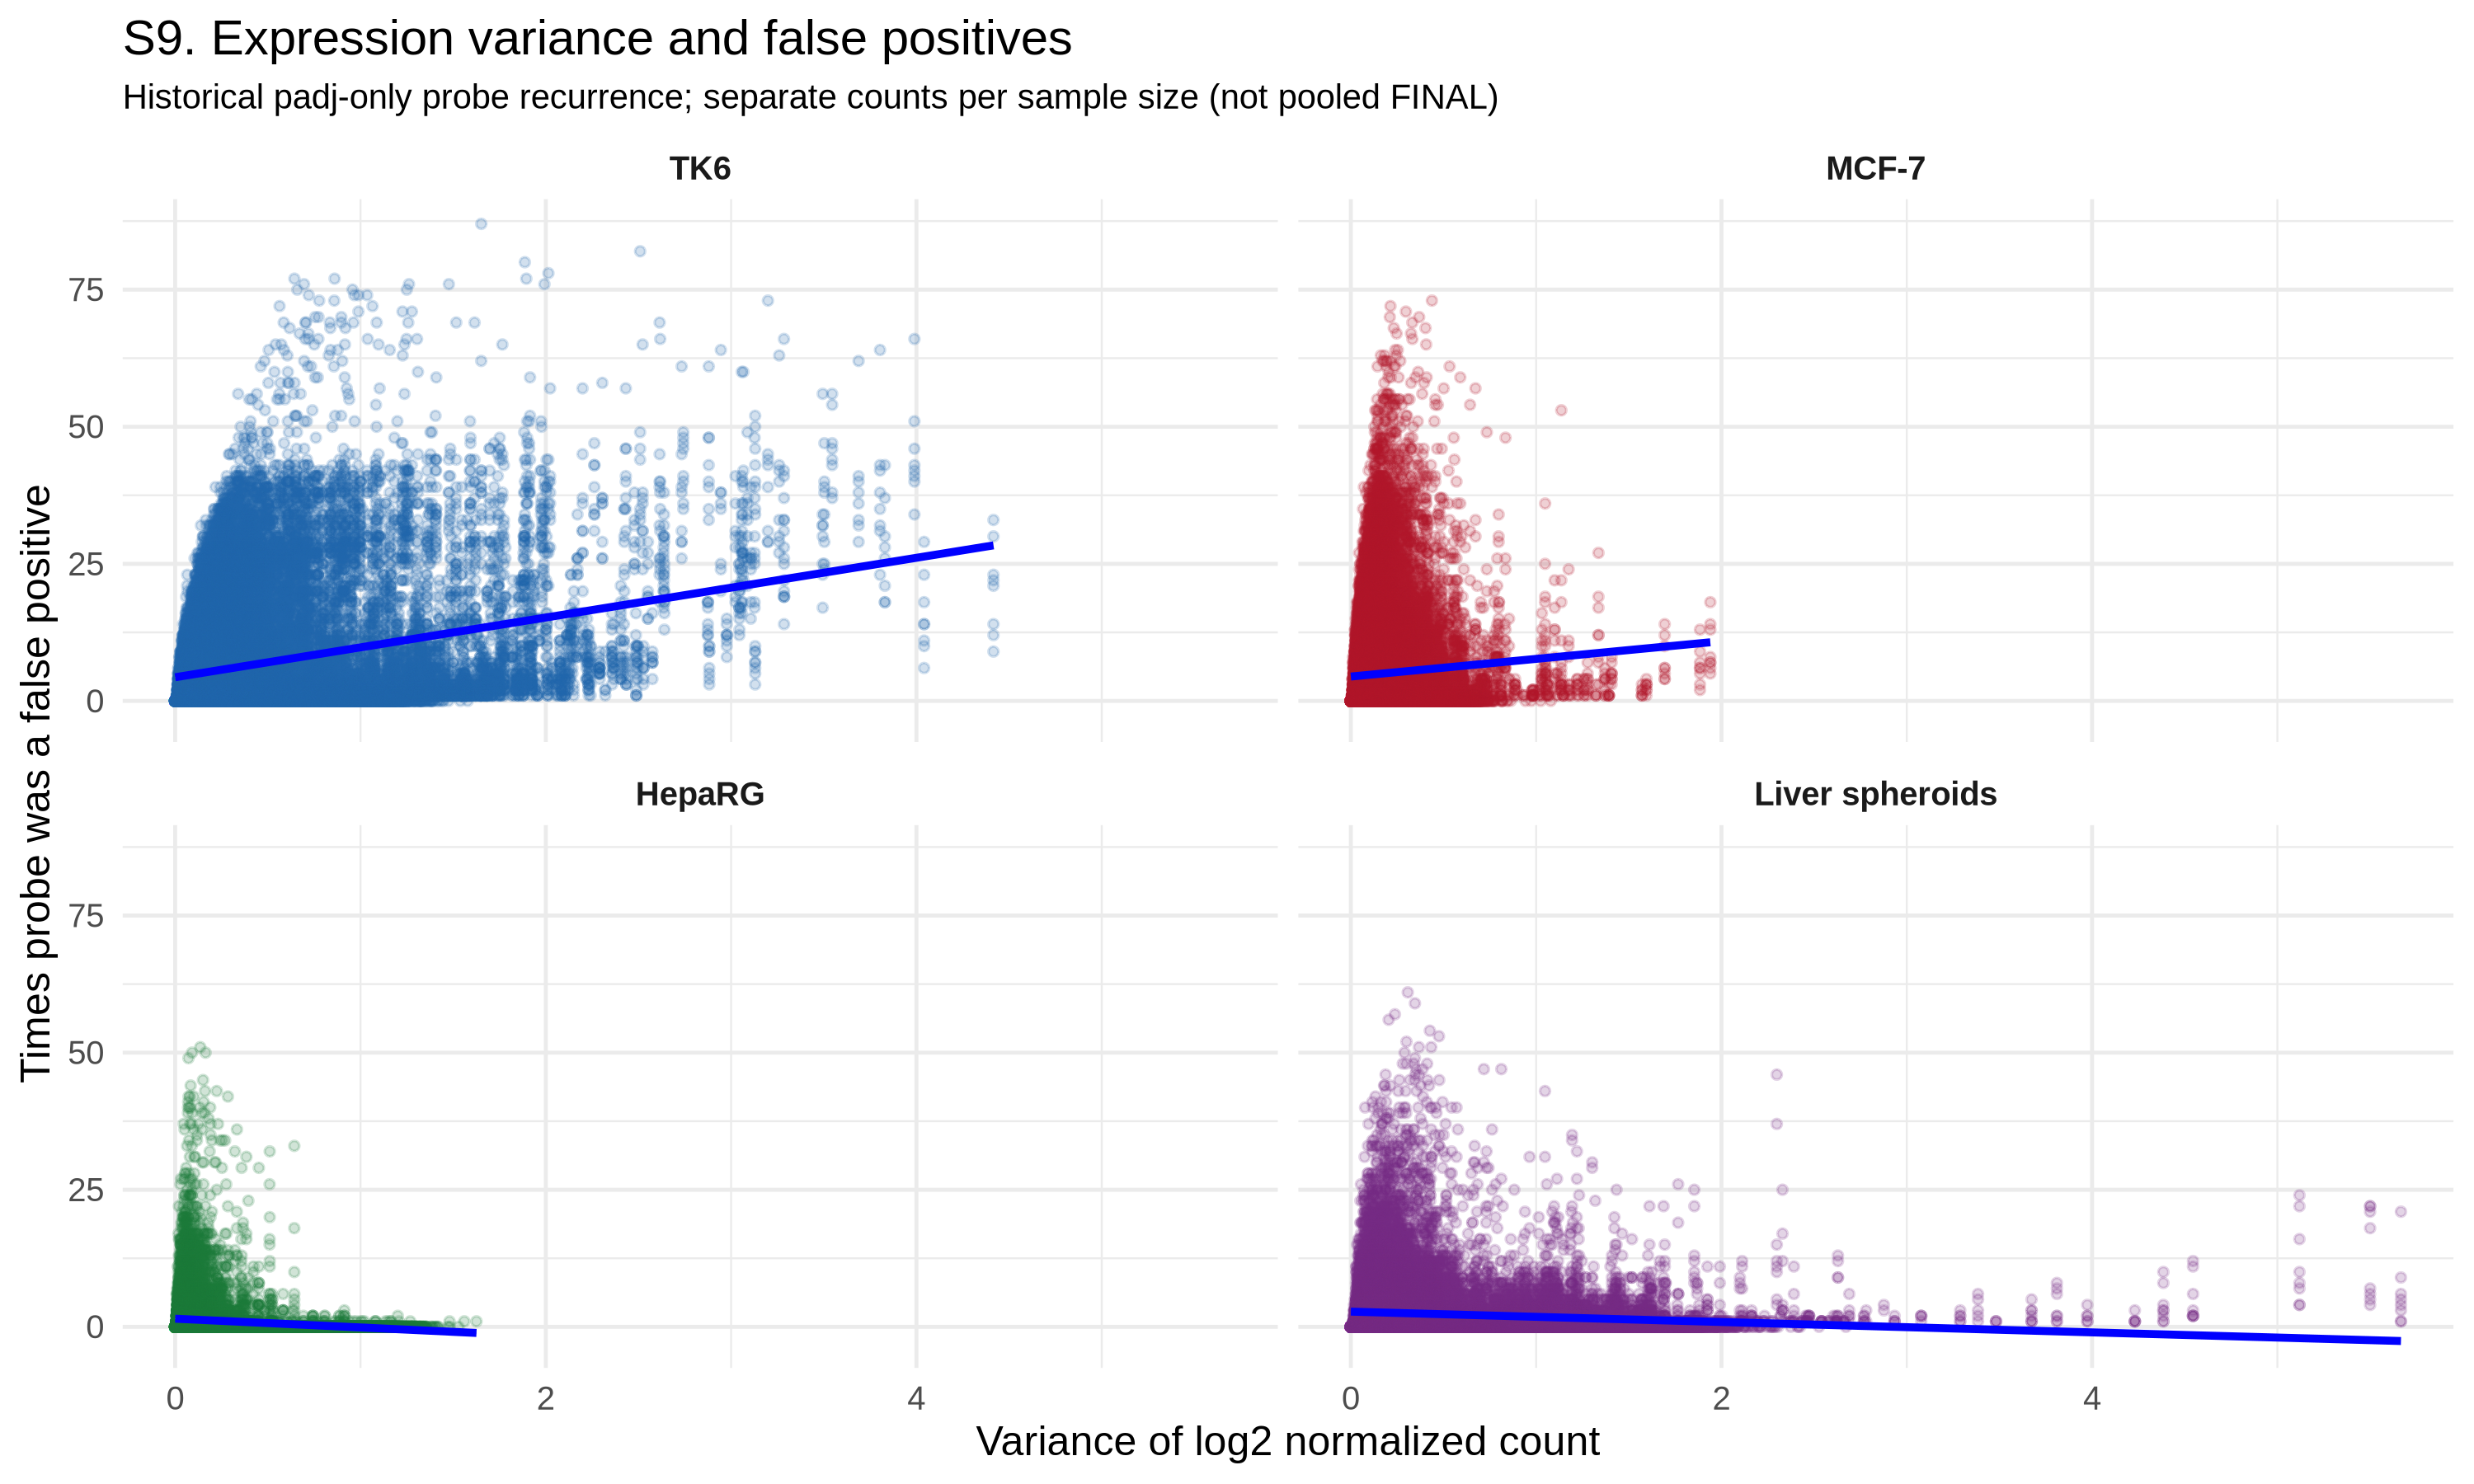 S9. Expression variance and false positives
Historical padj-only probe recurrence; separate counts per sample size (not pooled FINAL)
TK6
MCF-7
75
50
25
0
HepaRG
Liver spheroids
75
50
25
0
Times probe was a false positive
0
2
4
0
2
4
Variance of log2 normalized count